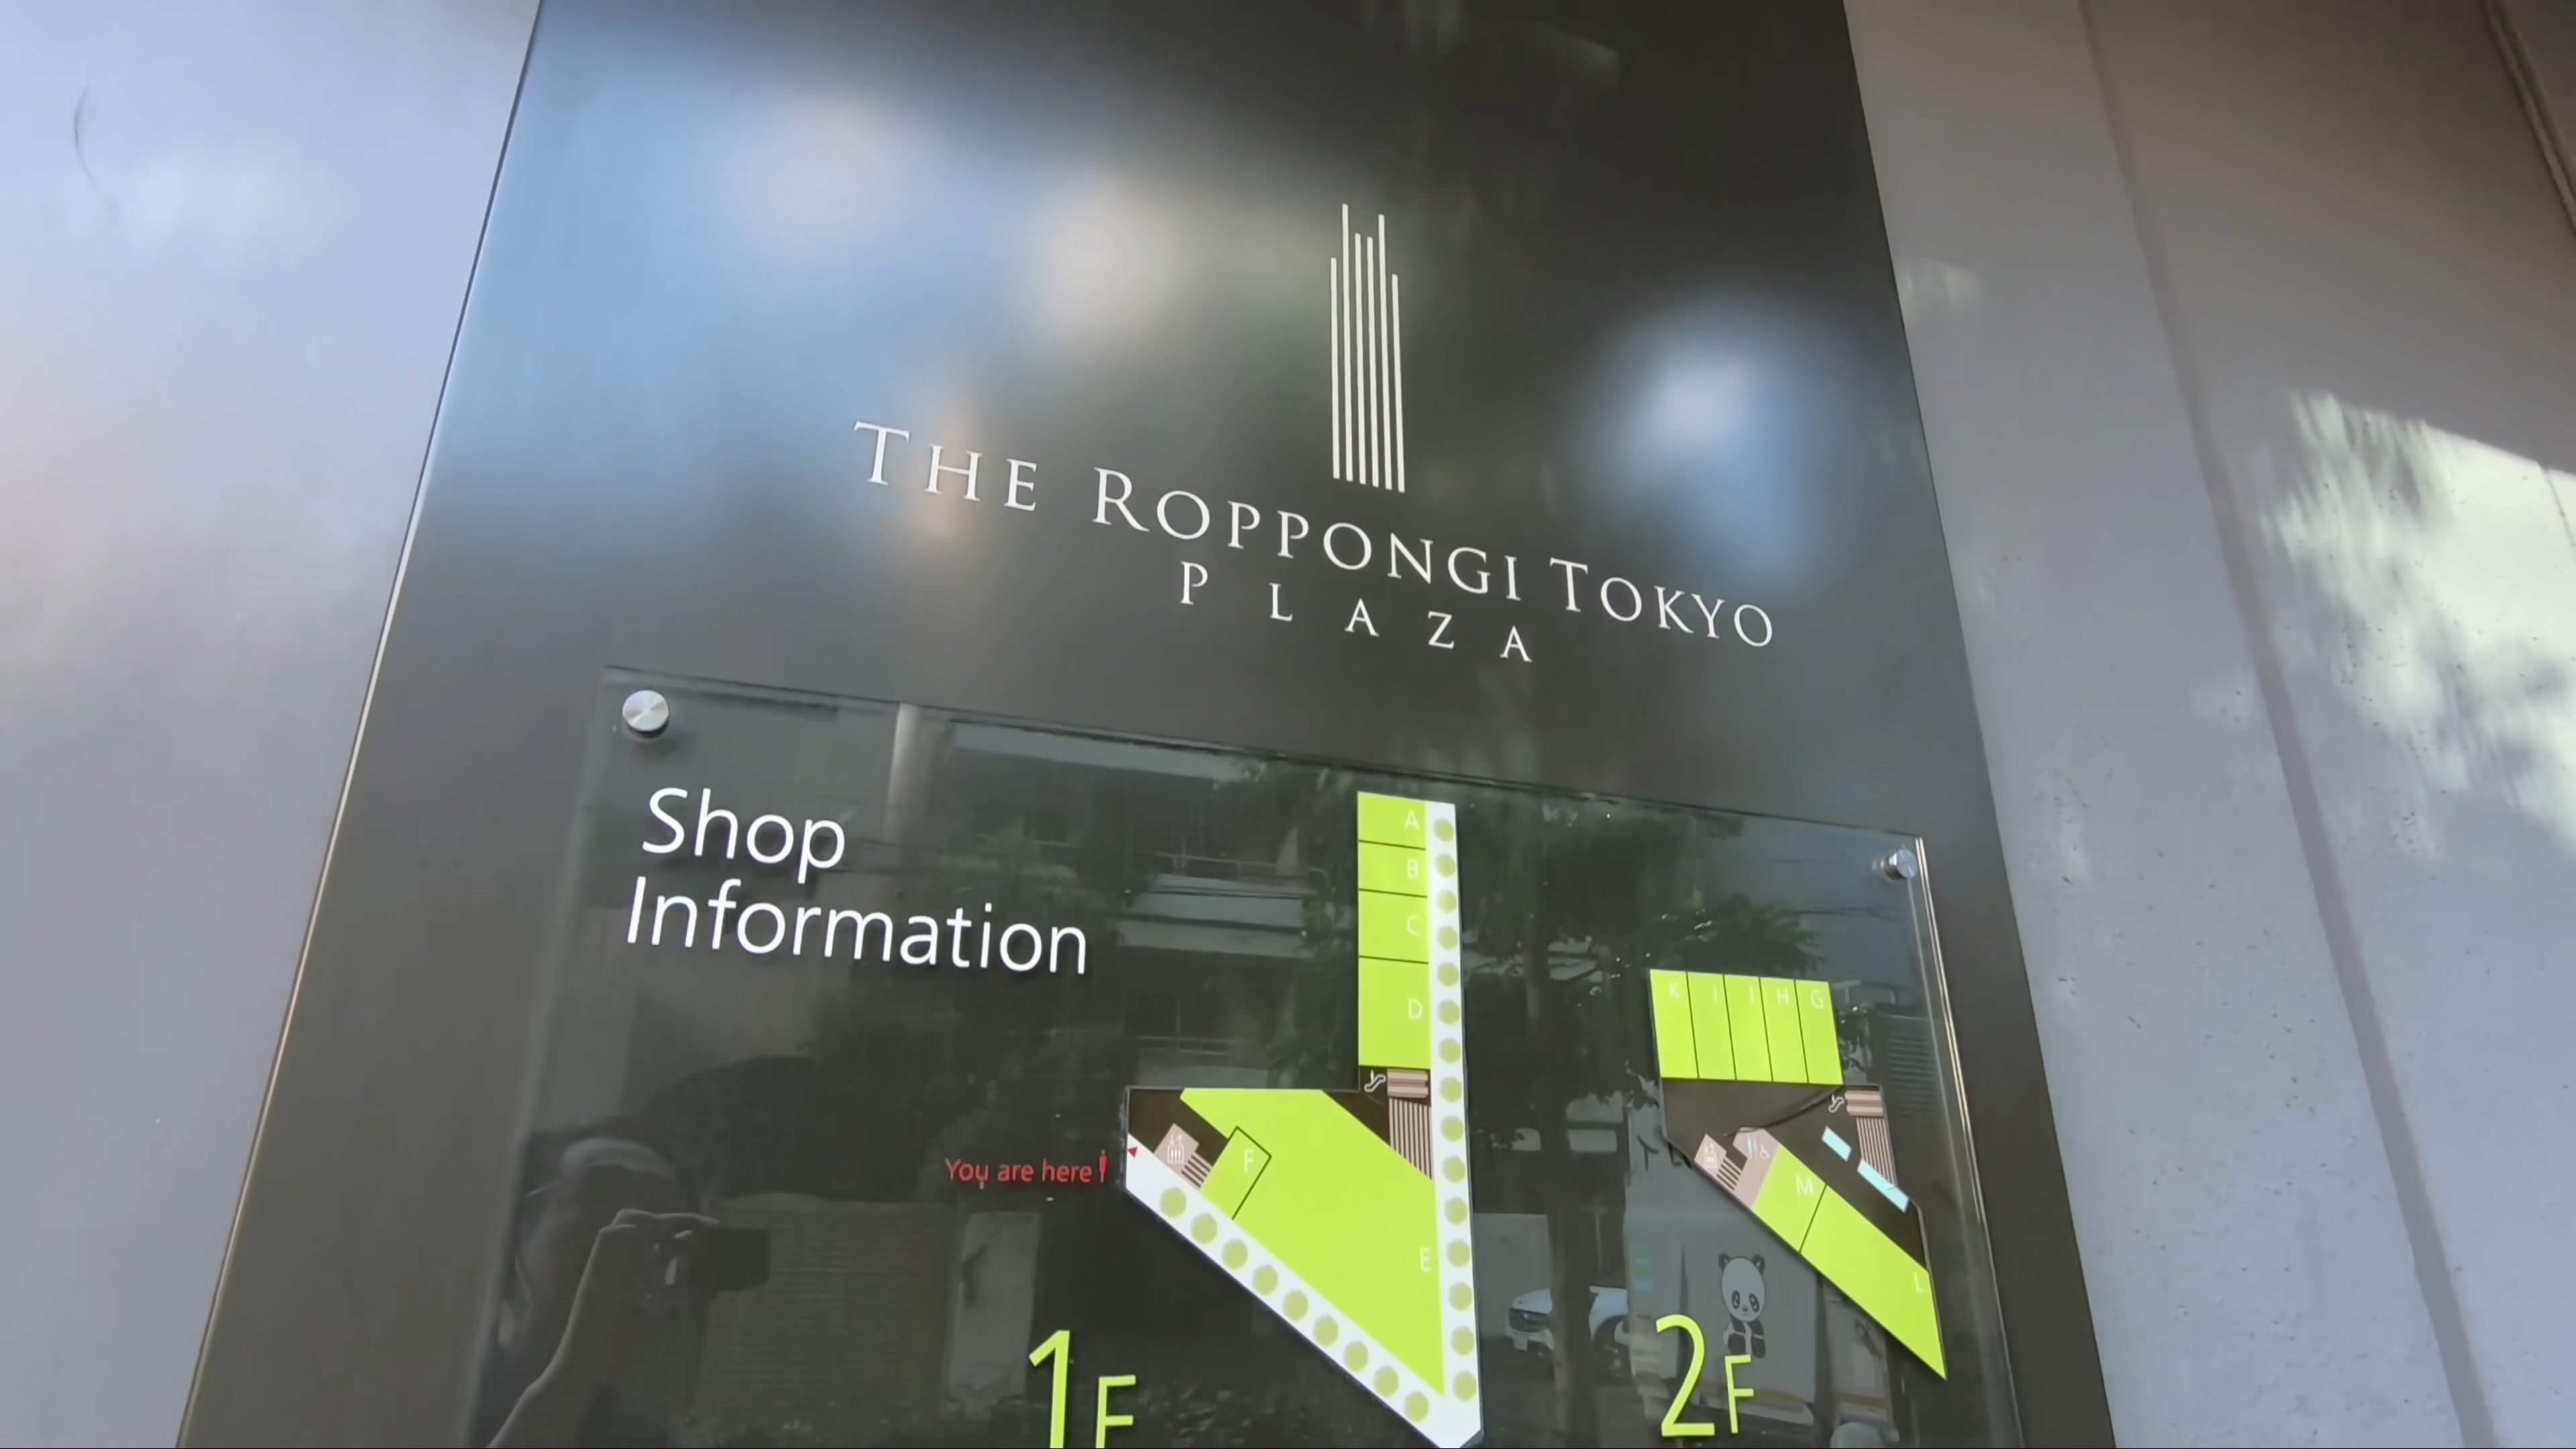 THE ROPPONGI TOKYO
PLAZA
Shop
Information
A
B
C
D
K J I H G
You are here
F
M
E
L
1F
2F